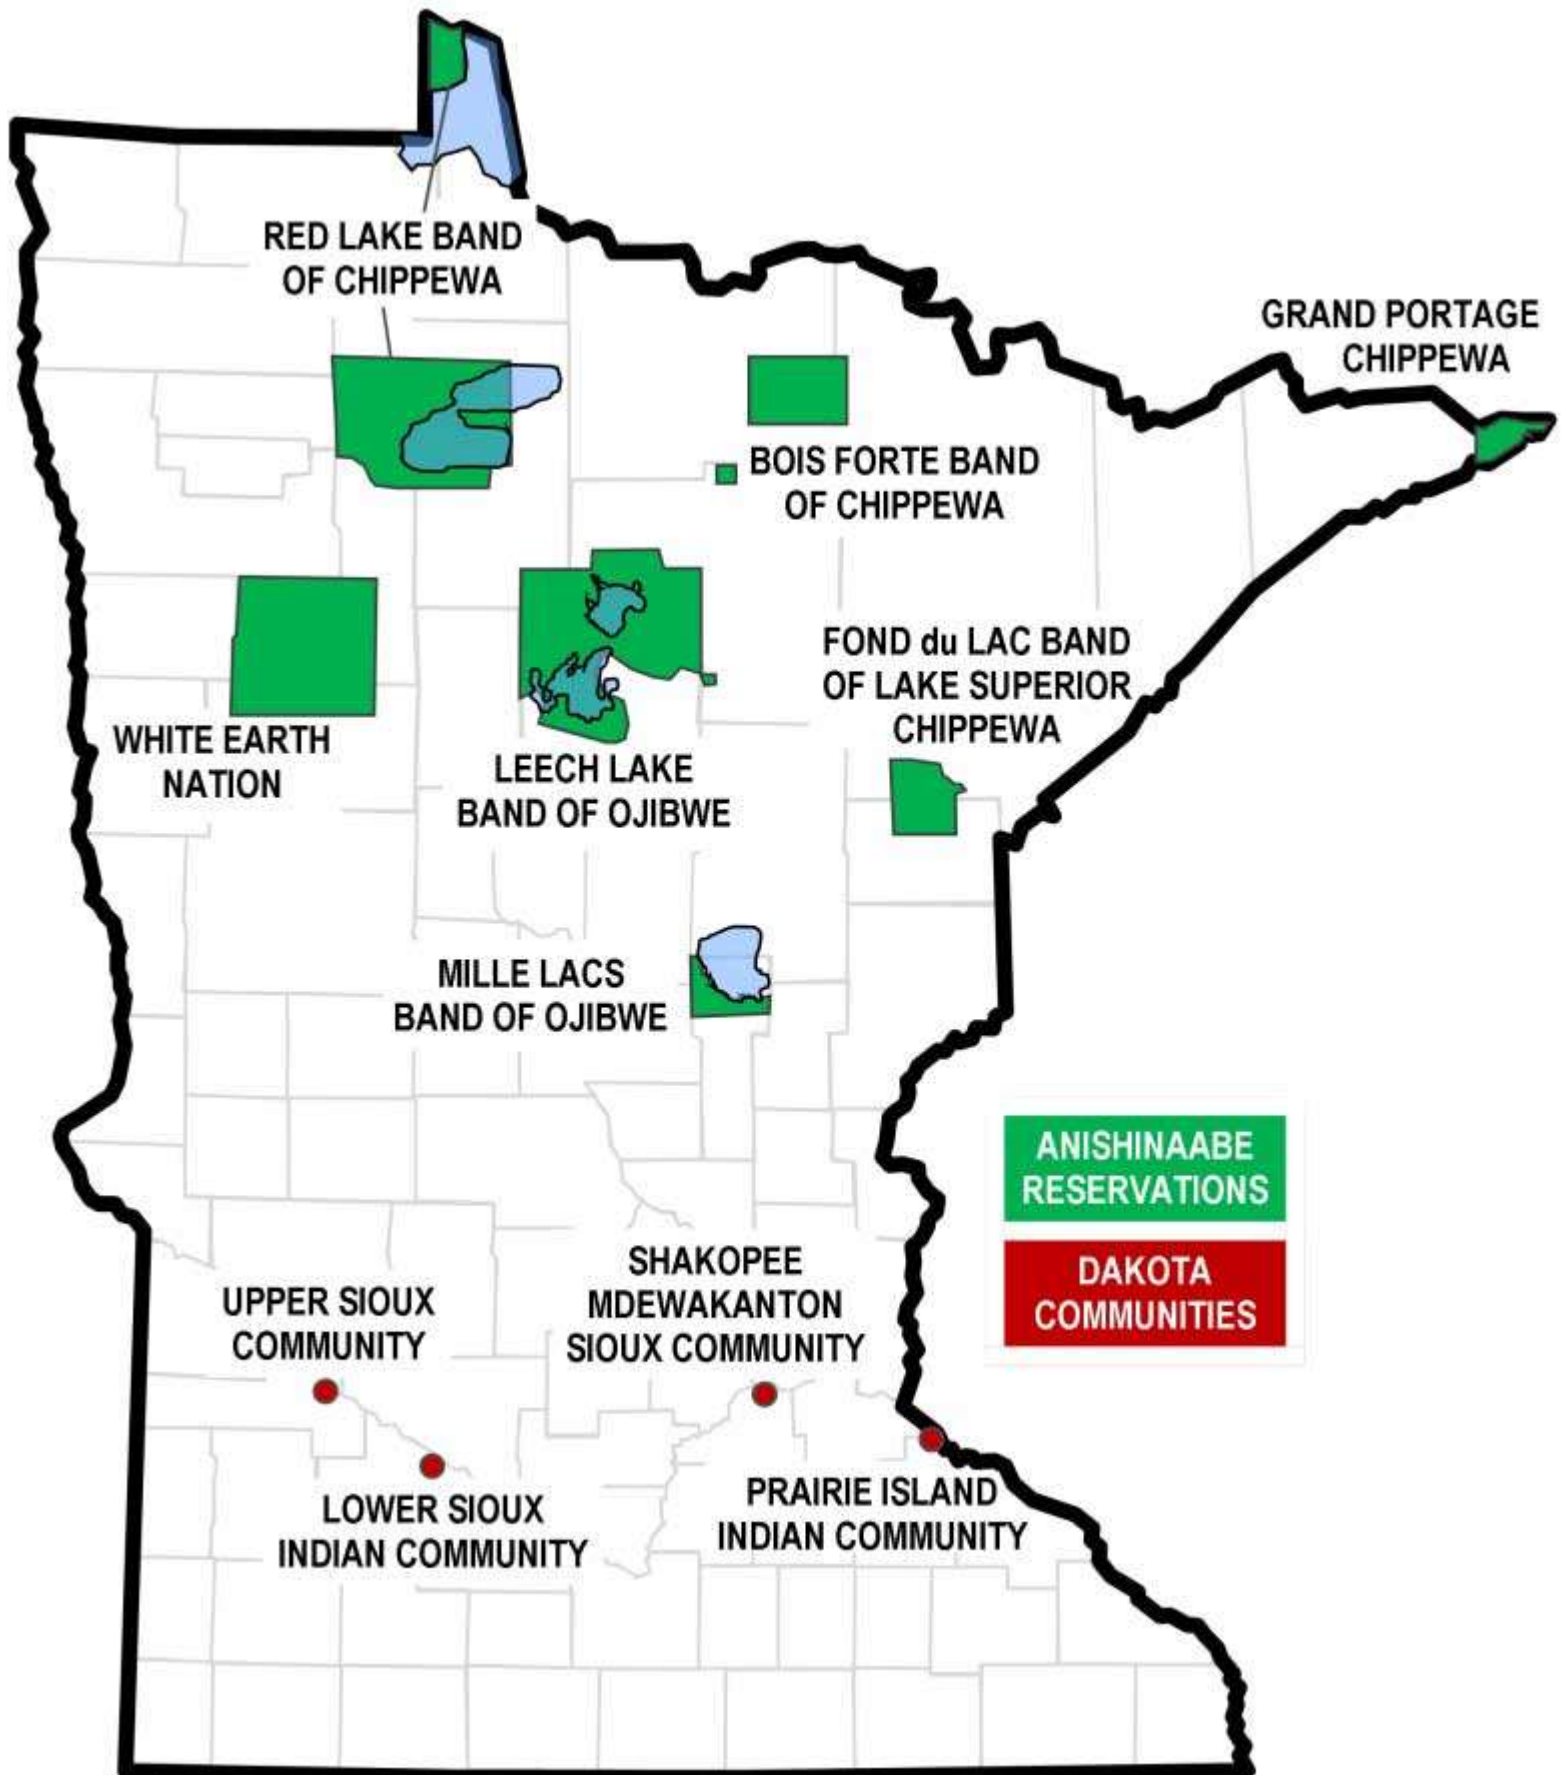 RED LAKE BAND
OF CHIPPEWA
GRAND PORTAGE
CHIPPEWA
BOIS FORTE BAND
OF CHIPPEWA
FOND du LAC BAND
OF LAKE SUPERIOR
CHIPPEWA
WHITE EARTH
NATION
LEECH LAKE
BAND OF OJIBWE
MILLE LACS
BAND OF OJIBWE
ANISHINAABE
RESERVATIONS
DAKOTA
COMMUNITIES
UPPER SIOUX
COMMUNITY
SHAKOPEE
MDEWAKANTON
SIOUX COMMUNITY
LOWER SIOUX
INDIAN COMMUNITY
PRAIRIE ISLAND
INDIAN COMMUNITY